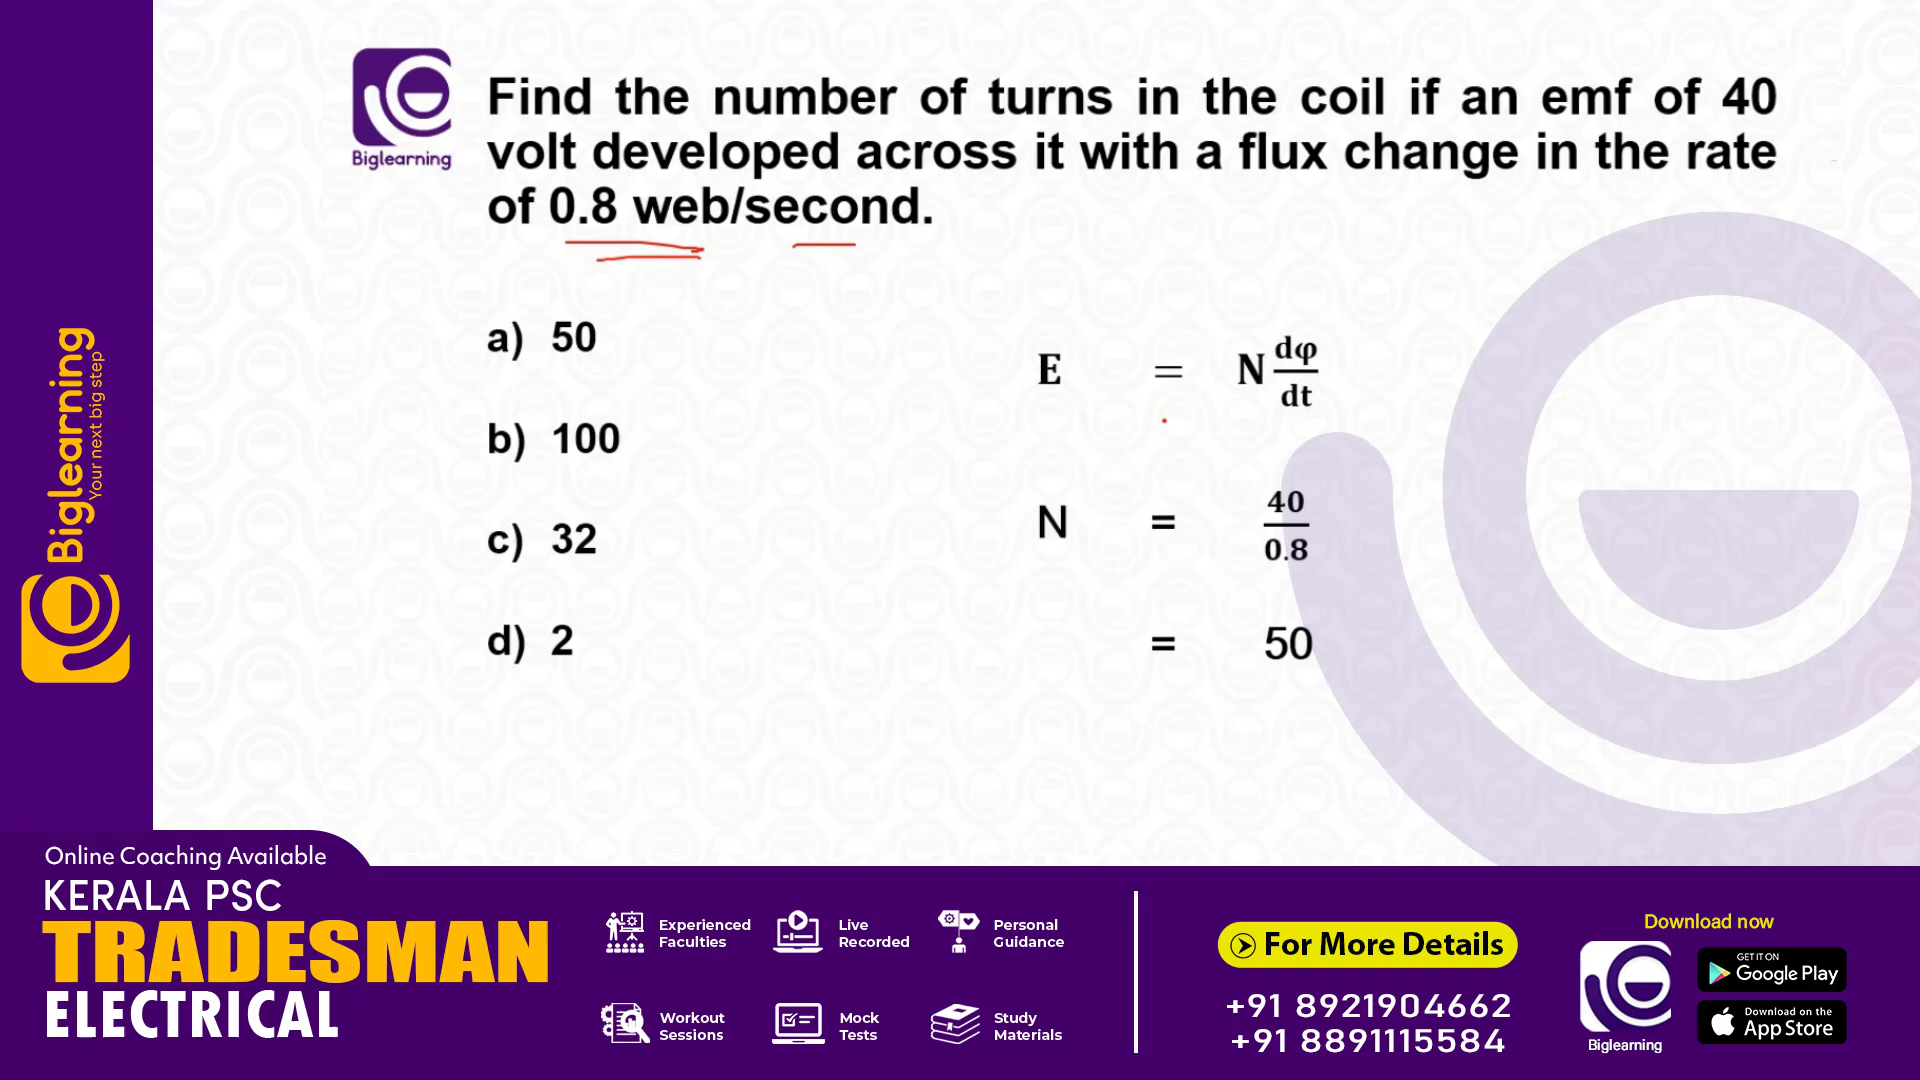 Biglearning
Find the number of turns in the coil if an emf of 40
volt developed across it with a flux change in the rate
of 0.8 web/second.
a) 50
b) 100
c) 32
d) 2
E = N dφ/dt
N = 40/0.8
= 50
Biglearning
Your next big step
Online Coaching Available
KERALA PSC
TRADESMAN
ELECTRICAL
Experienced
Faculties
Live
Recorded
Personal
Guidance
Workout
Sessions
Mock
Tests
Study
Materials
For More Details
+91 8921904662
+91 8891115584
Download now
Biglearning
GET IT ON
Google Play
Download on the
App Store